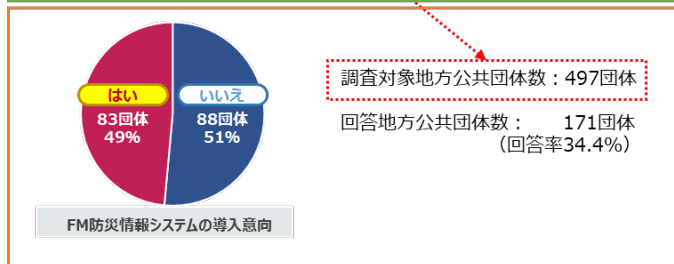 はい
83団体
49%
いいえ
88団体
51%
FM防災情報システムの導入意向
調査対象地方公共団体数：497団体
回答地方公共団体数： 171団体
（回答率34.4%）